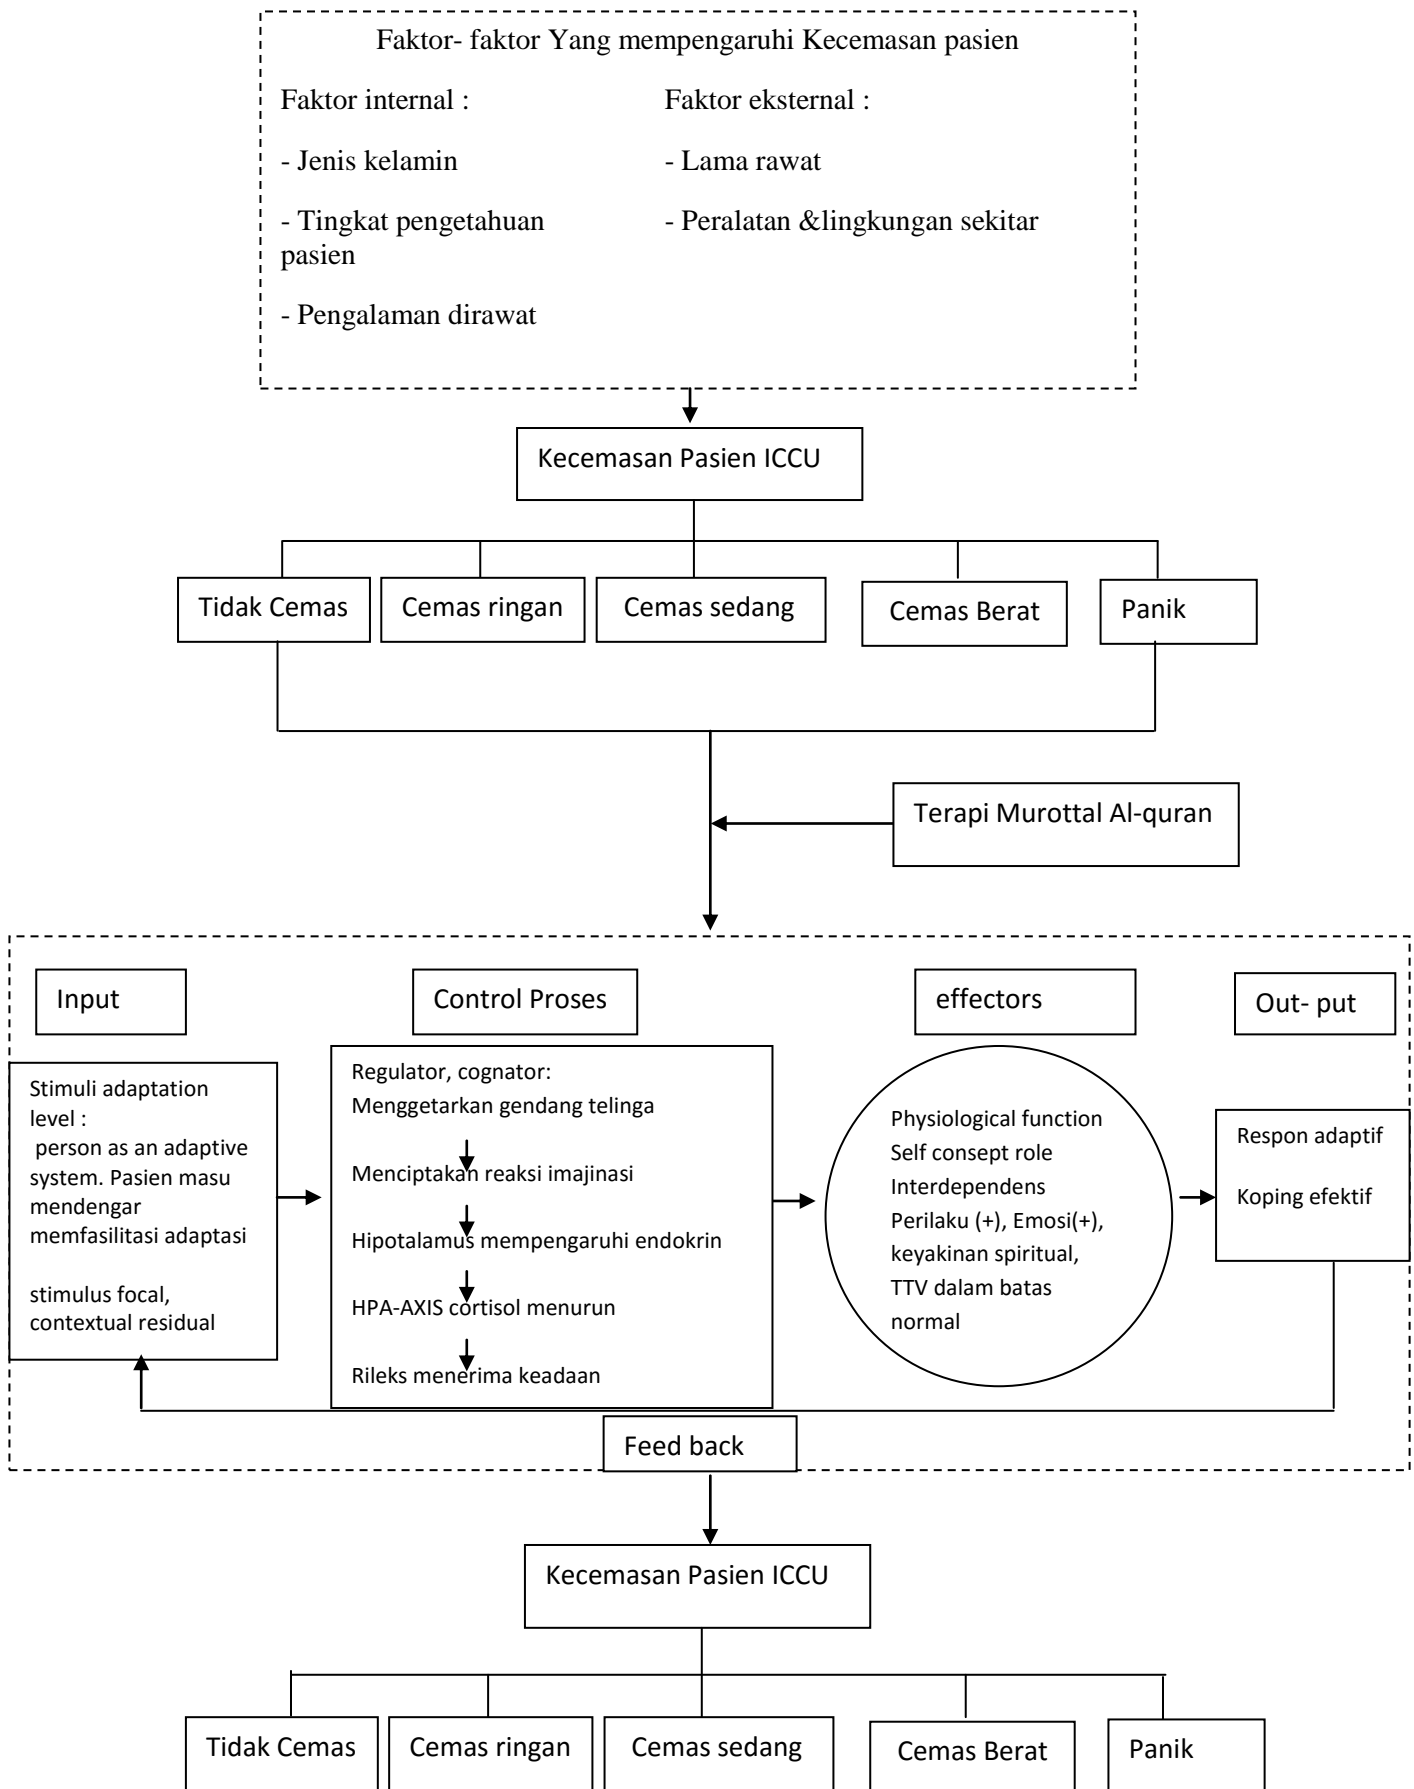 Faktor- faktor Yang mempengaruhi Kecemasan pasien
Faktor internal :
- Jenis kelamin
- Tingkat pengetahuan
pasien
- Pengalaman dirawat
Faktor eksternal :
- Lama rawat
- Peralatan &lingkungan sekitar
Kecemasan Pasien ICCU
Tidak Cemas
Cemas ringan
Cemas sedang
Cemas Berat
Panik
Terapi Murottal Al-quran
Input
Control Proses
effectors
Out- put
Stimuli adaptation
level :
person as an adaptive
system. Pasien masu
mendengar
memfasilitasi adaptasi
stimulus focal,
contextual residual
Regulator, cognator:
Menggetarkan gendang telinga
Menciptakan reaksi imajinasi
Hipotalamus mempengaruhi endokrin
HPA-AXIS cortisol menurun
Rileks menerima keadaan
Physiological function
Self consept role
Interdependens
Perilaku (+), Emosi(+),
keyakinan spiritual,
TTV dalam batas
normal
Respon adaptif
Koping efektif
Feed back
Kecemasan Pasien ICCU
Tidak Cemas
Cemas ringan
Cemas sedang
Cemas Berat
Panik